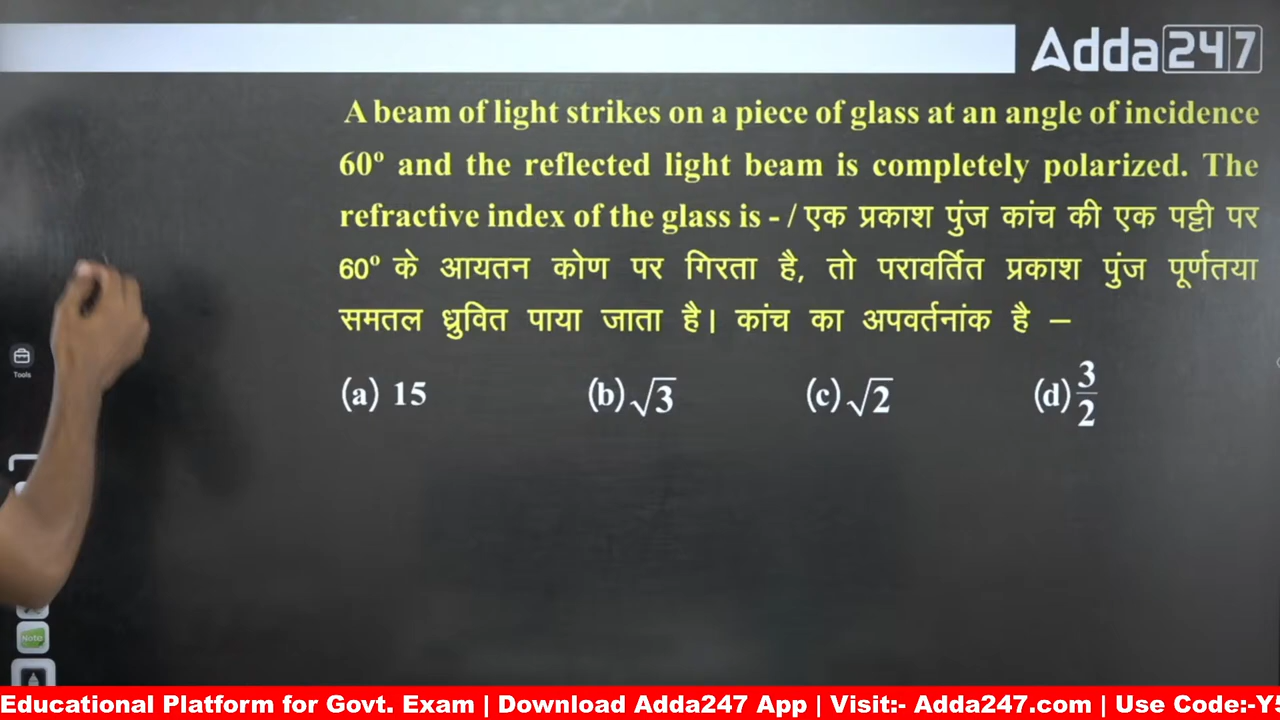 Adda247
A beam of light strikes on a piece of glass at an angle of incidence
60º and the reflected light beam is completely polarized. The
refractive index of the glass is - / एक प्रकाश पुंज कांच की एक पट्टी पर
60º के आयतन कोण पर गिरता है, तो परावर्तित प्रकाश पुंज पूर्णतया
समतल ध्रुवित पाया जाता है। कांच का अपवर्तनांक है –
(a) 15 (b) √3 (c) √2 (d) 3/2
Tools
Note
Educational Platform for Govt. Exam | Download Adda247 App | Visit:- Adda247.com | Use Code:-Y5